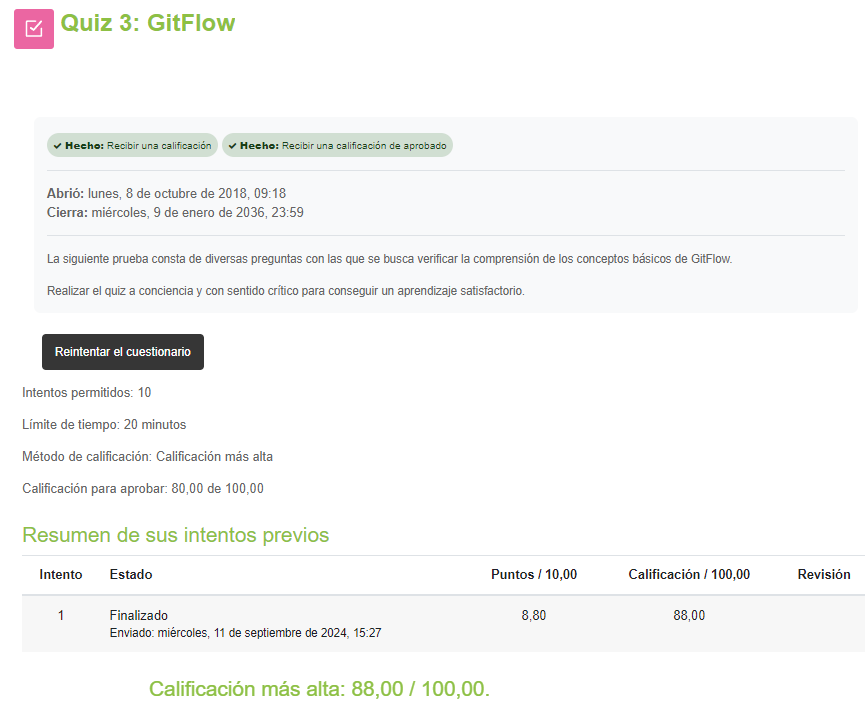 Quiz 3: GitFlow
Hecho: Recibir una calificación Hecho: Recibir una calificación de aprobado
Abrió: lunes, 8 de octubre de 2018, 09:18
Cierra: miércoles, 9 de enero de 2036, 23:59
La siguiente prueba consta de diversas preguntas con las que se busca verificar la comprensión de los conceptos básicos de GitFlow.
Realizar el quiz a conciencia y con sentido crítico para conseguir un aprendizaje satisfactorio.
Reintentar el cuestionario
Intentos permitidos: 10
Límite de tiempo: 20 minutos
Método de calificación: Calificación más alta
Calificación para aprobar: 80,00 de 100,00
Resumen de sus intentos previos
Intento Estado Puntos / 10,00 Calificación / 100,00 Revisión
1 Finalizado 8,80 88,00
Enviado: miércoles, 11 de septiembre de 2024, 15:27
Calificación más alta: 88,00 / 100,00.